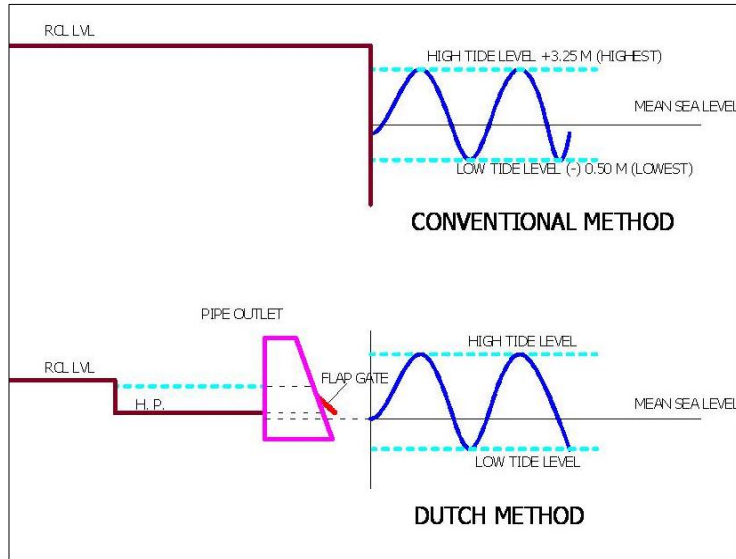 RCL LVL
HIGH TIDE LEVEL +3.25 M (HIGHEST)
MEAN SEA LEVEL
LOW TIDE LEVEL (-) 0.50 M (LOWEST)
CONVENTIONAL METHOD
PIPE OUTLET
HIGH TIDE LEVEL
RCL LVL
FLAP GATE
H. P.
MEAN SEA LEVEL
LOW TIDE LEVEL
DUTCH METHOD